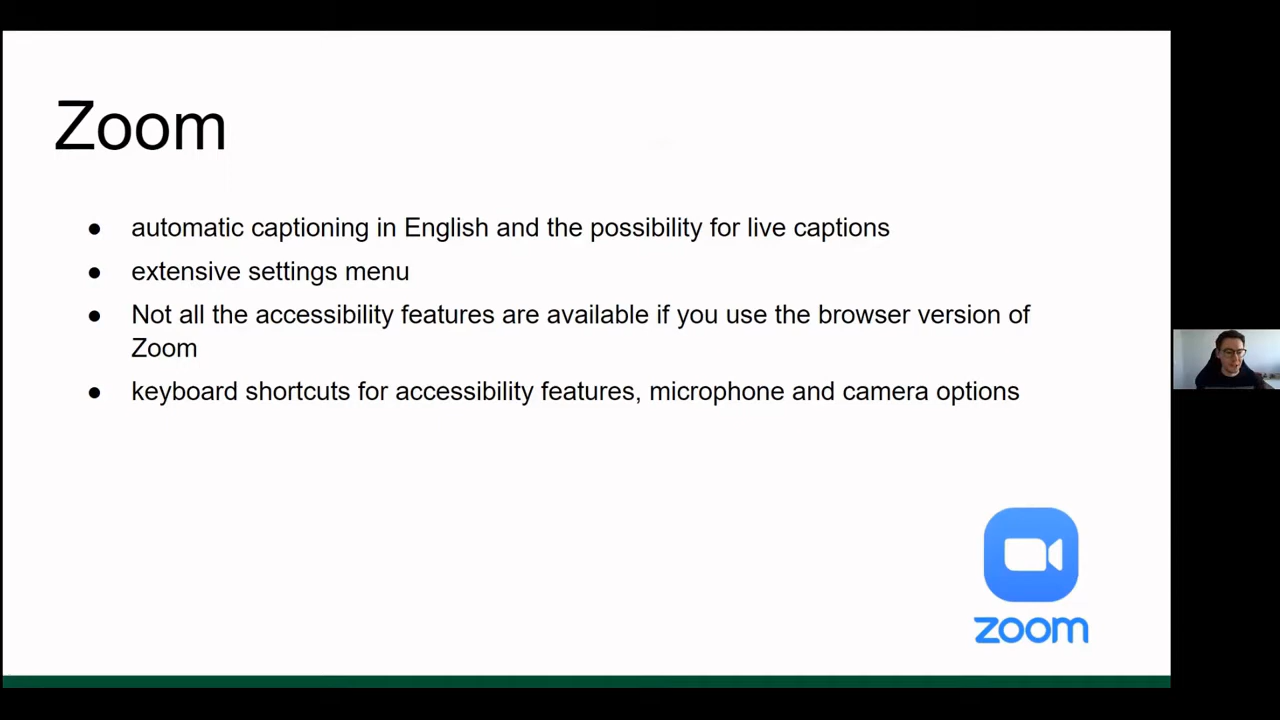 Zoom
● automatic captioning in English and the possibility for live captions
● extensive settings menu
● Not all the accessibility features are available if you use the browser version of
Zoom
● keyboard shortcuts for accessibility features, microphone and camera options
zoom